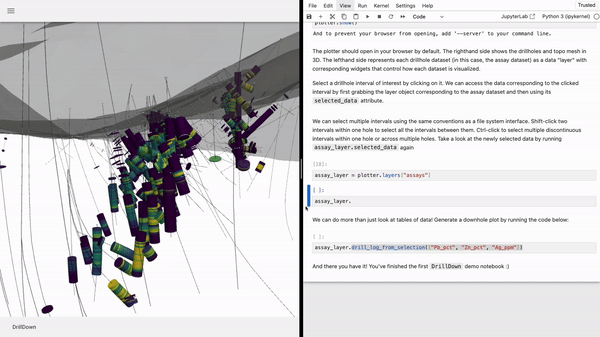 File Edit View Run Kernel Settings Help Trusted
Code JupyterLab Python 3 (ipykernel)
plotter.show()
And to prevent your browser from opening, add '--server' to your command line.
The plotter should open in your browser by default. The righthand side shows the drillholes and topo mesh in
3D. The lefthand side represents each drillhole dataset (in this case, the assay dataset) as a data "layer" with
corresponding widgets that control how each dataset is visualized.
Select a drillhole interval of interest by clicking on it. We can access the data corresponding to the clicked
interval by first grabbing the layer object corresponding to the assay dataset and then using its
selected_data attribute.
We can select multiple intervals using the same conventions as a file system interface. Shift-click two
intervals within one hole to select all the intervals between them. Ctrl-click to select multiple discontinuous
intervals within one hole or across multiple holes. Take a look at the newly selected data by running
assay_layer.selected_data again
assay_layer = plotter.layers["assays"]
[ ]:
assay_layer.
We can do more than just look at tables of data! Generate a downhole plot by running the code below:
[ ]:
assay_layer.drill_log_from_selection(["Pb_pct", "Zn_pct", "Ag_ppm"])
And there you have it! You've finished the first DrillDown demo notebook :)
DrillDown